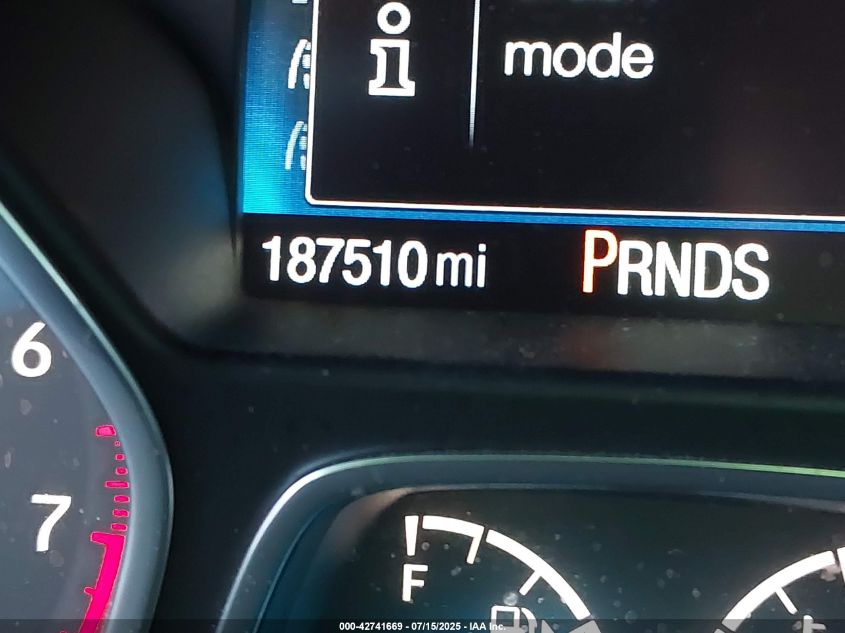 mode
187510 mi PRNDS
6
7
F
000-42741669 - 07/15/2025 - IAA Inc.